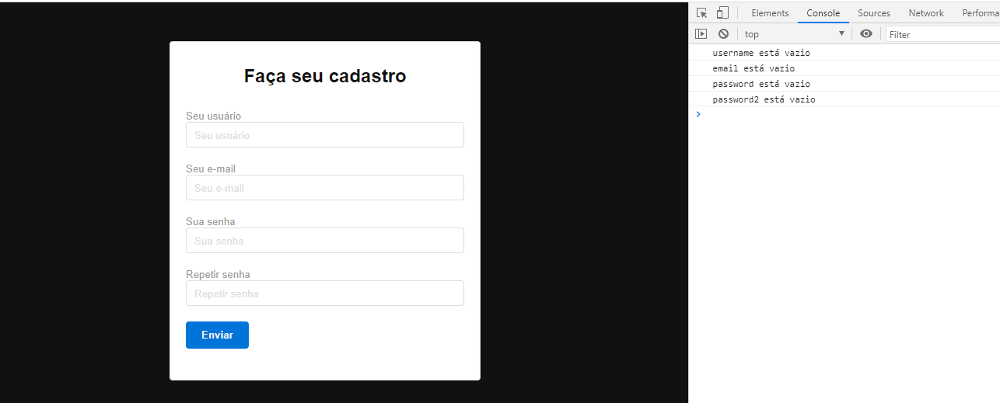 Faça seu cadastro
Seu usuário
Seu usuário
Seu e-mail
Seu e-mail
Sua senha
Sua senha
Repetir senha
Repetir senha
Enviar
Elements Console Sources Network Performa
top ▼ Filter
username está vazio
email está vazio
password está vazio
password2 está vazio